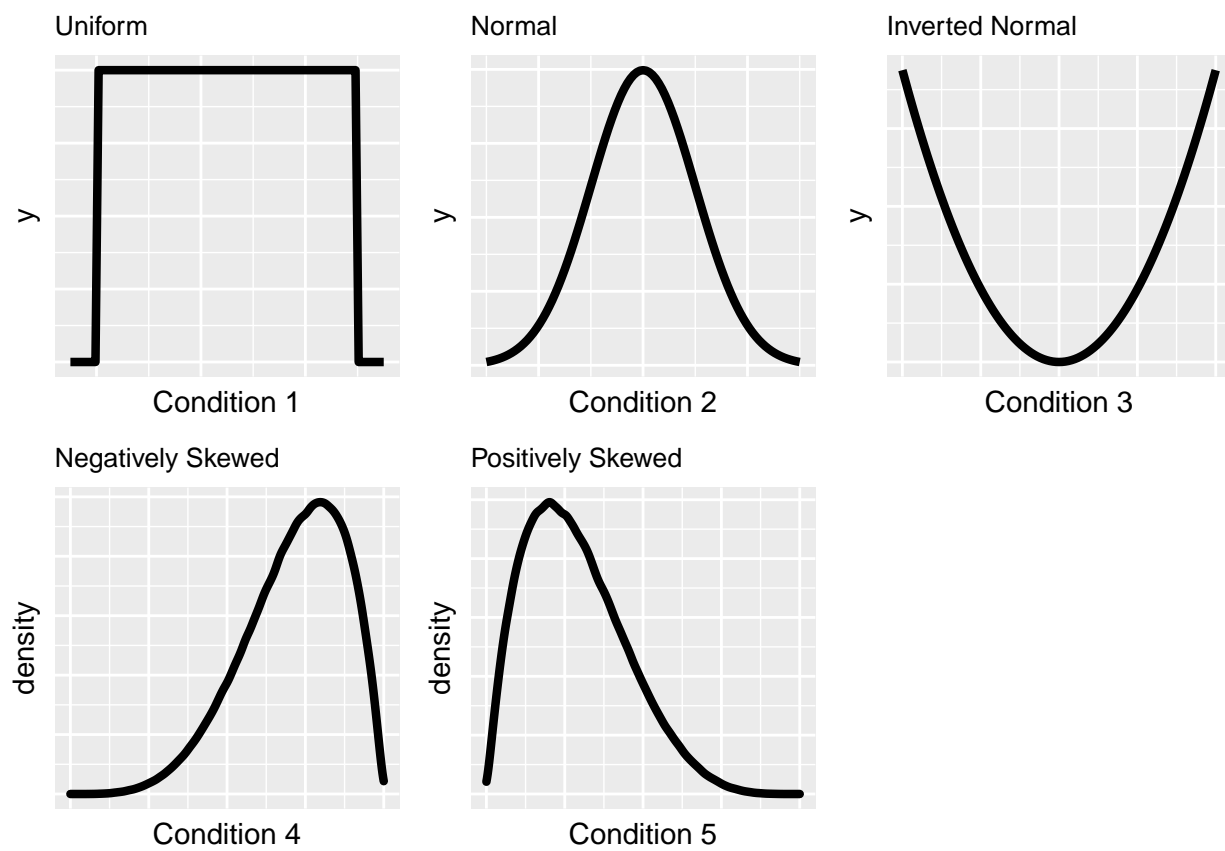 Uniform
Normal
Inverted Normal
y
y
y
Condition 1
Condition 2
Condition 3
Negatively Skewed
Positively Skewed
density
density
Condition 4
Condition 5